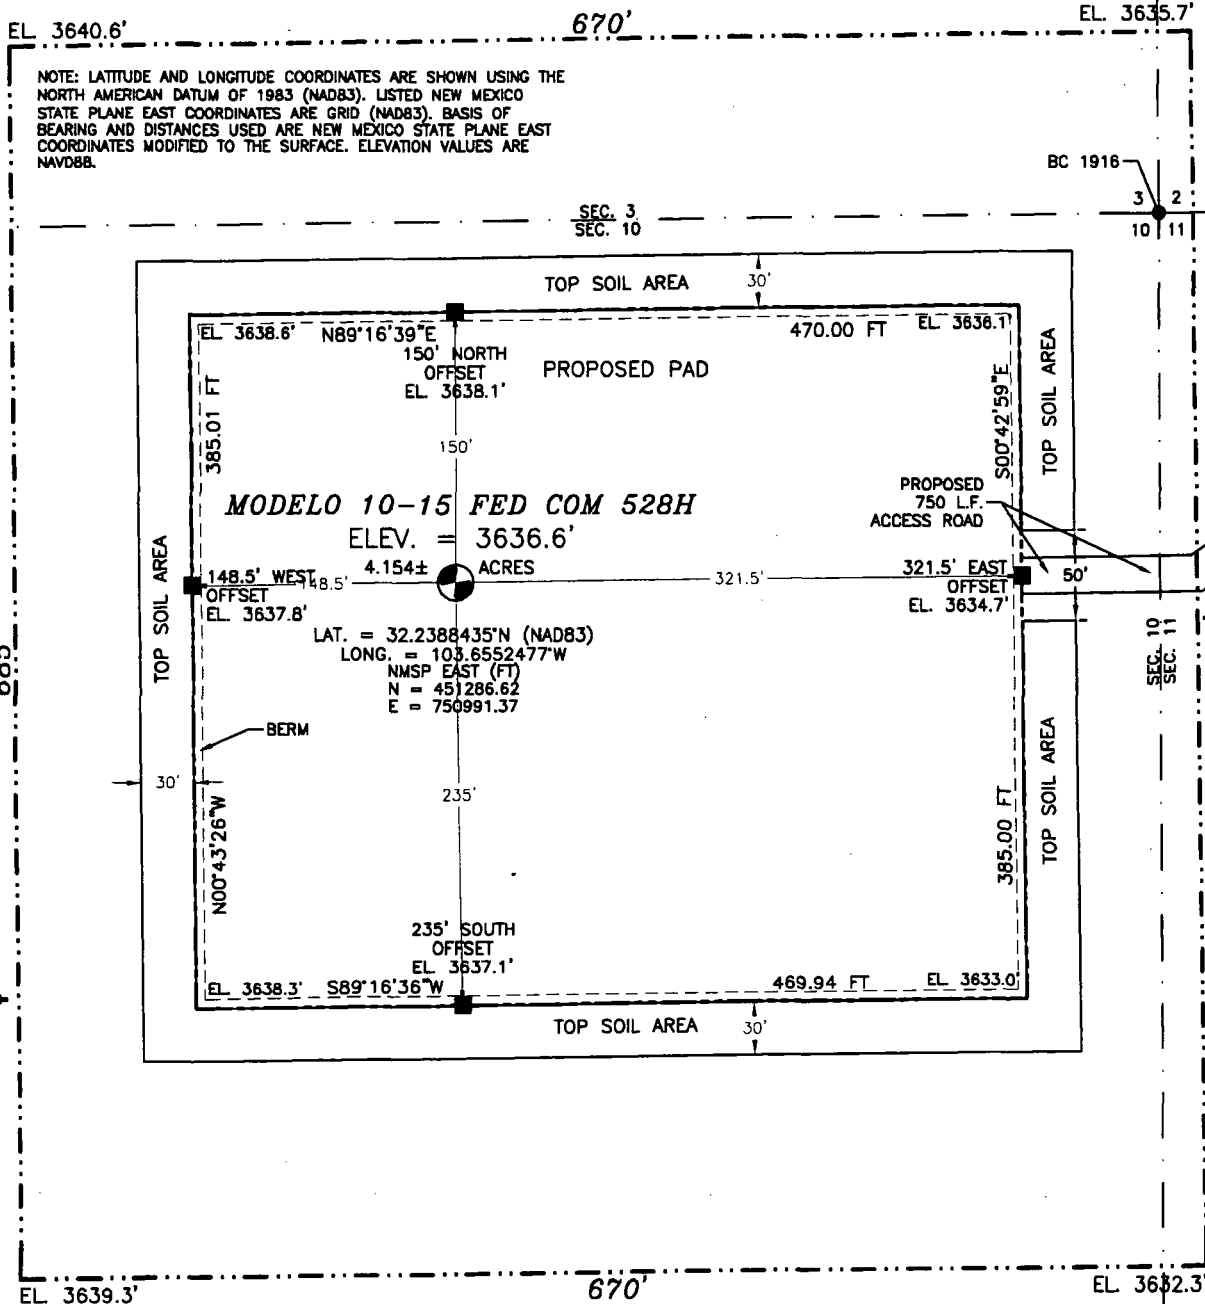 EL. 3640.6'
670'
EL. 3635.7'
NOTE: LATITUDE AND LONGITUDE COORDINATES ARE SHOWN USING THE
NORTH AMERICAN DATUM OF 1983 (NAD83). LISTED NEW MEXICO
STATE PLANE EAST COORDINATES ARE GRID (NAD83). BASIS OF
BEARING AND DISTANCES USED ARE NEW MEXICO STATE PLANE EAST
COORDINATES MODIFIED TO THE SURFACE. ELEVATION VALUES ARE
NAVD88.
BC 1916
3 2
10 11
SEC. 3
SEC. 10
TOP SOIL AREA
30'
EL 3638.6'
N89°16'39"E
470.00 FT
EL 3636.1'
150' NORTH
OFFSET
EL 3638.1'
PROPOSED PAD
385.01 FT
S00°42'59"E
TOP SOIL AREA
150'
MODELO 10-15 FED COM 528H
ELEV. = 3636.6'
PROPOSED
750 L.F.
ACCESS ROAD
4.154± ACRES
148.5' WEST
OFFSET
EL 3637.8'
148.5'
321.5'
321.5' EAST
OFFSET
EL. 3634.7'
50'
TOP SOIL AREA
LAT. = 32.2388435°N (NAD83)
LONG. = 103.6552477°W
NMSP EAST (FT)
N = 451286.62
E = 750991.37
SEC. 10
SEC. 11
BERM
30'
235'
N00°43'26"W
385.00 FT
TOP SOIL AREA
235' SOUTH
OFFSET
EL 3637.1'
EL 3638.3'
S89°16'36"W
469.94 FT
EL 3633.0'
TOP SOIL AREA
30'
EL 3639.3'
670'
EL. 3632.3'